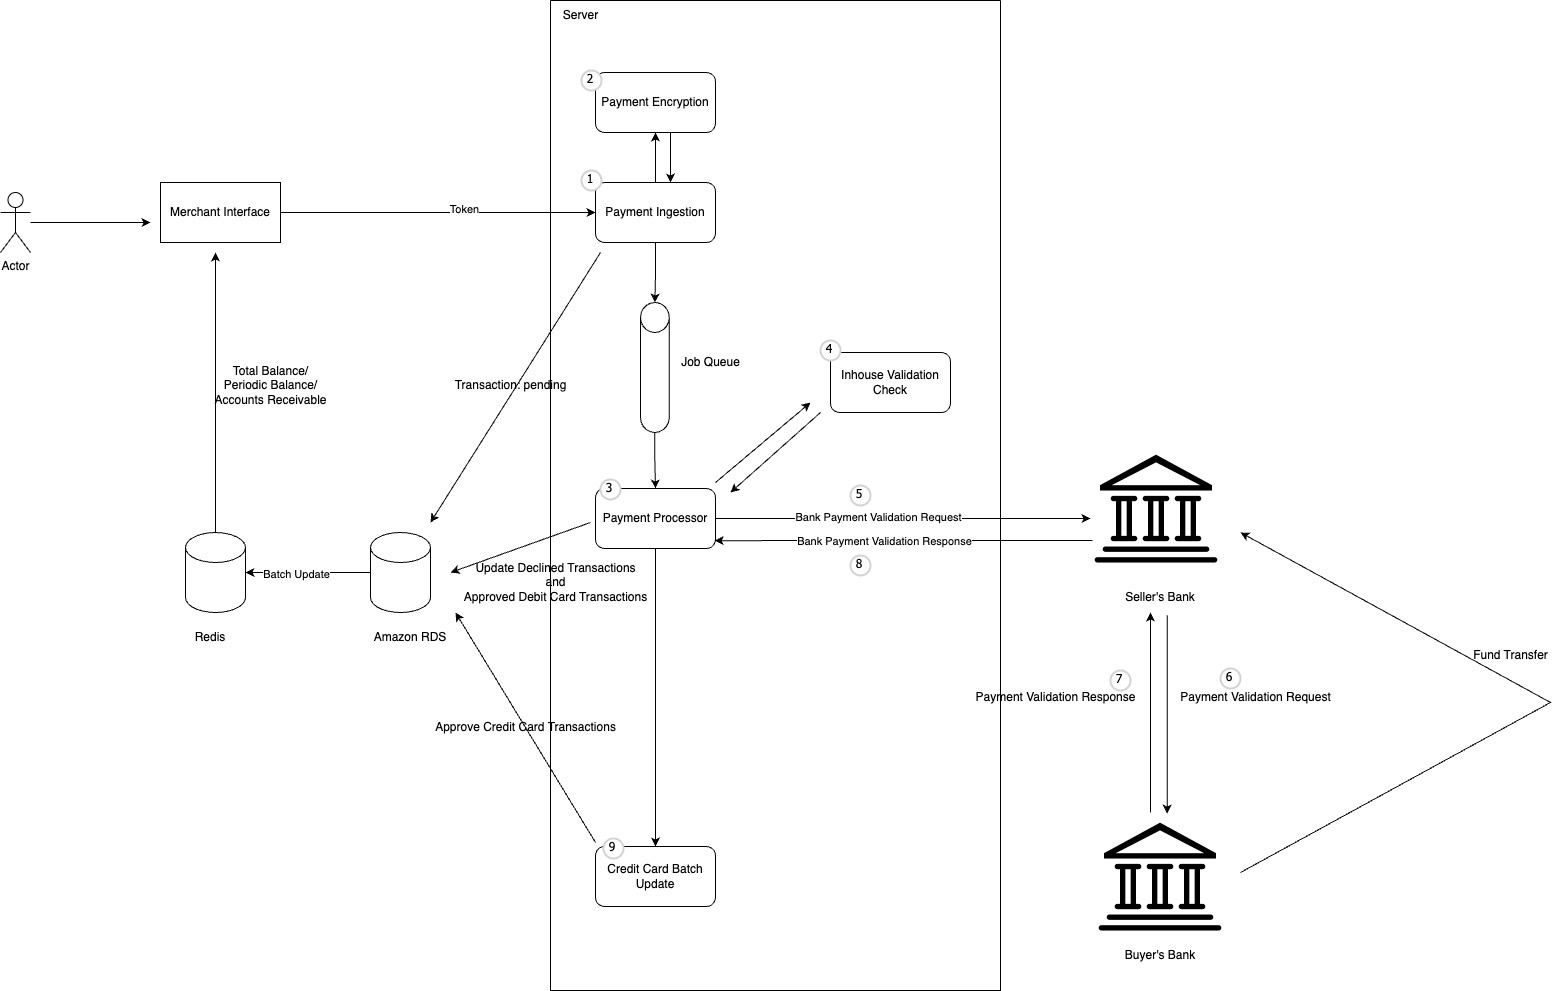 Server
2
Payment Encryption
1
Merchant Interface
Token
Payment Ingestion
Actor
Total Balance/
Periodic Balance/
Accounts Receivable
Transaction: pending
Job Queue
4
Inhouse Validation
Check
3
Payment Processor
5
Bank Payment Validation Request
Bank Payment Validation Response
8
Batch Update
Update Declined Transactions
and
Approved Debit Card Transactions
Redis
Amazon RDS
Seller's Bank
Fund Transfer
7
Payment Validation Response
6
Payment Validation Request
Approve Credit Card Transactions
9
Credit Card Batch
Update
Buyer's Bank